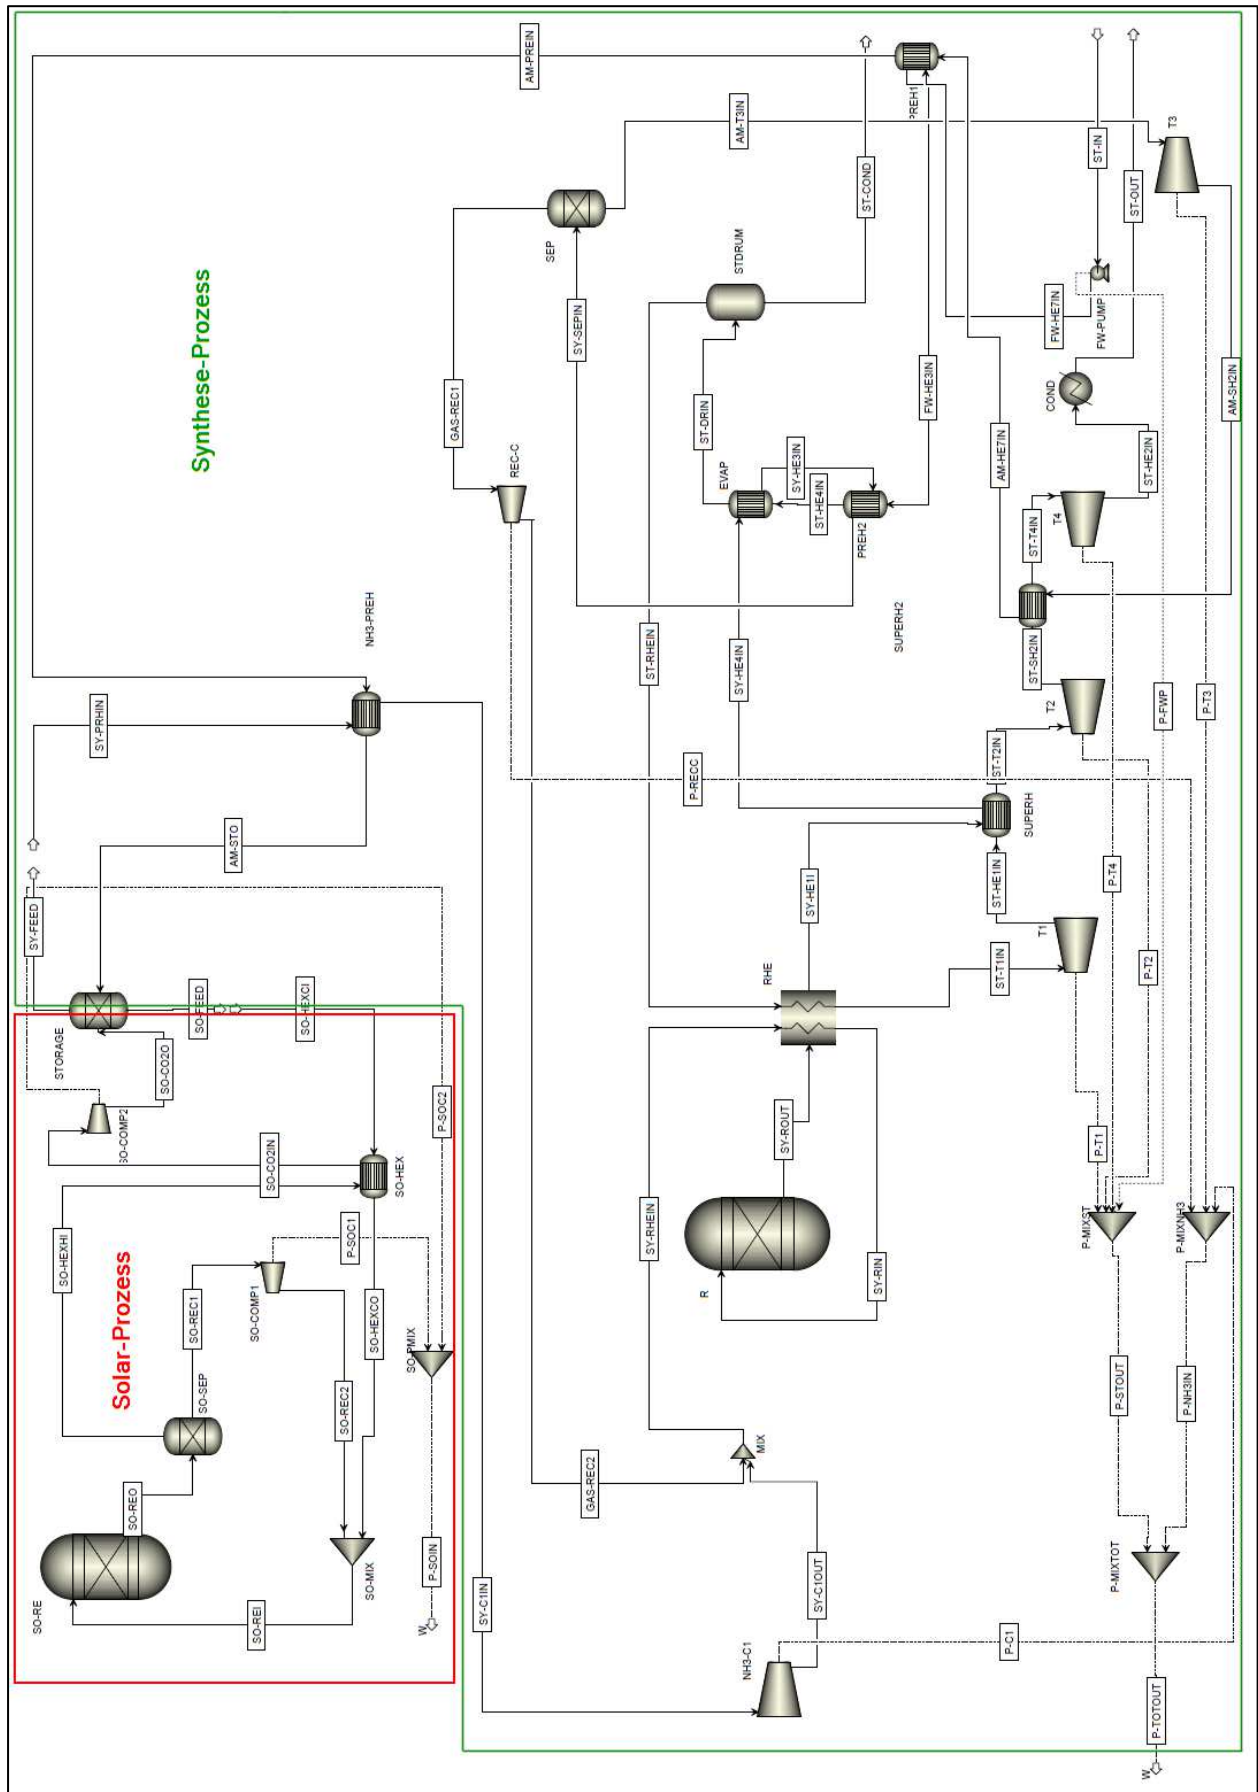 Solar-Prozess
SO-RE
SO-REO
SO-REI
SO-SEP
SO-HEXHI
SO-REC1
SO-COMP1
P-SOC1
SO-REC2
SO-MIX
SO-HEXCO
SO-HEX
SO-CO2IN
SO-COMP2
SO-CO2O
STORAGE
SO-FEED
SO-HEXCI
P-SOC2
SO-PMIX
P-SOIN
W
Synthese-Prozess
SY-FEED
AM-STO
SY-PRHIN
NH3-PREH
AM-PREIN
PREH1
SY-C1IN
NH3-C1
SY-C1OUT
P-C1
MIX
GAS-REC2
SY-RHEIN
R
SY-ROUT
SY-RIN
RHE
SY-HE1I
ST-T1IN
T1
ST-HE1IN
SUPERH
ST-T2IN
T2
ST-SH2IN
SUPERH2
ST-T4IN
T4
ST-HE2IN
COND
ST-OUT
ST-IN
FW-PUMP
FW-HE7IN
AM-HE7IN
AM-SH2IN
T3
AM-T3IN
SEP
GAS-REC1
REC-C
SY-SEPIN
STDRUM
ST-COND
ST-DRIN
EVAP
SY-HE3IN
ST-HE4IN
PREH2
FW-HE3IN
ST-RHEIN
SY-HE4IN
P-RECC
P-FWP
P-T3
P-T4
P-T2
P-T1
P-MIXST
P-MIXNH3
P-STOUT
P-NH3IN
P-MIXTOT
P-TOTOUT
W